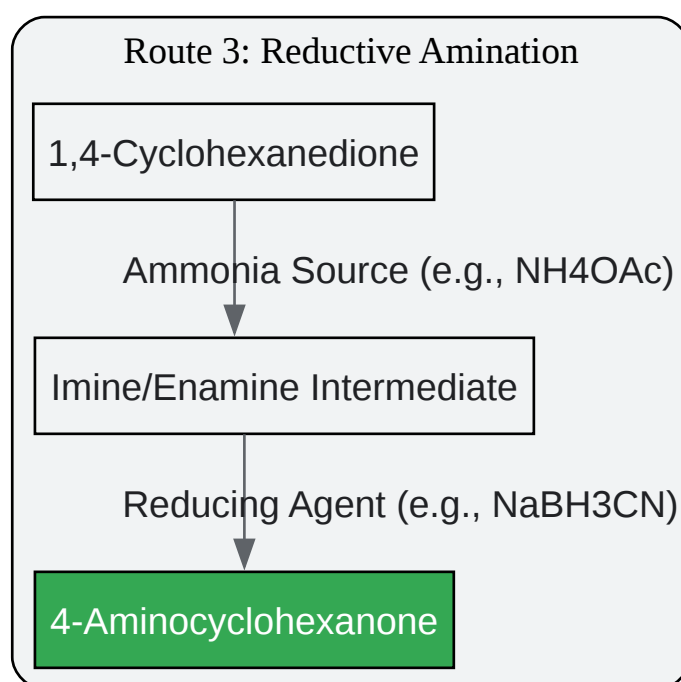 Route 3: Reductive Amination
1,4-Cyclohexanedione
Ammonia Source (e.g., NH4OAc)
Imine/Enamine Intermediate
Reducing Agent (e.g., NaBH3CN)
4-Aminocyclohexanone